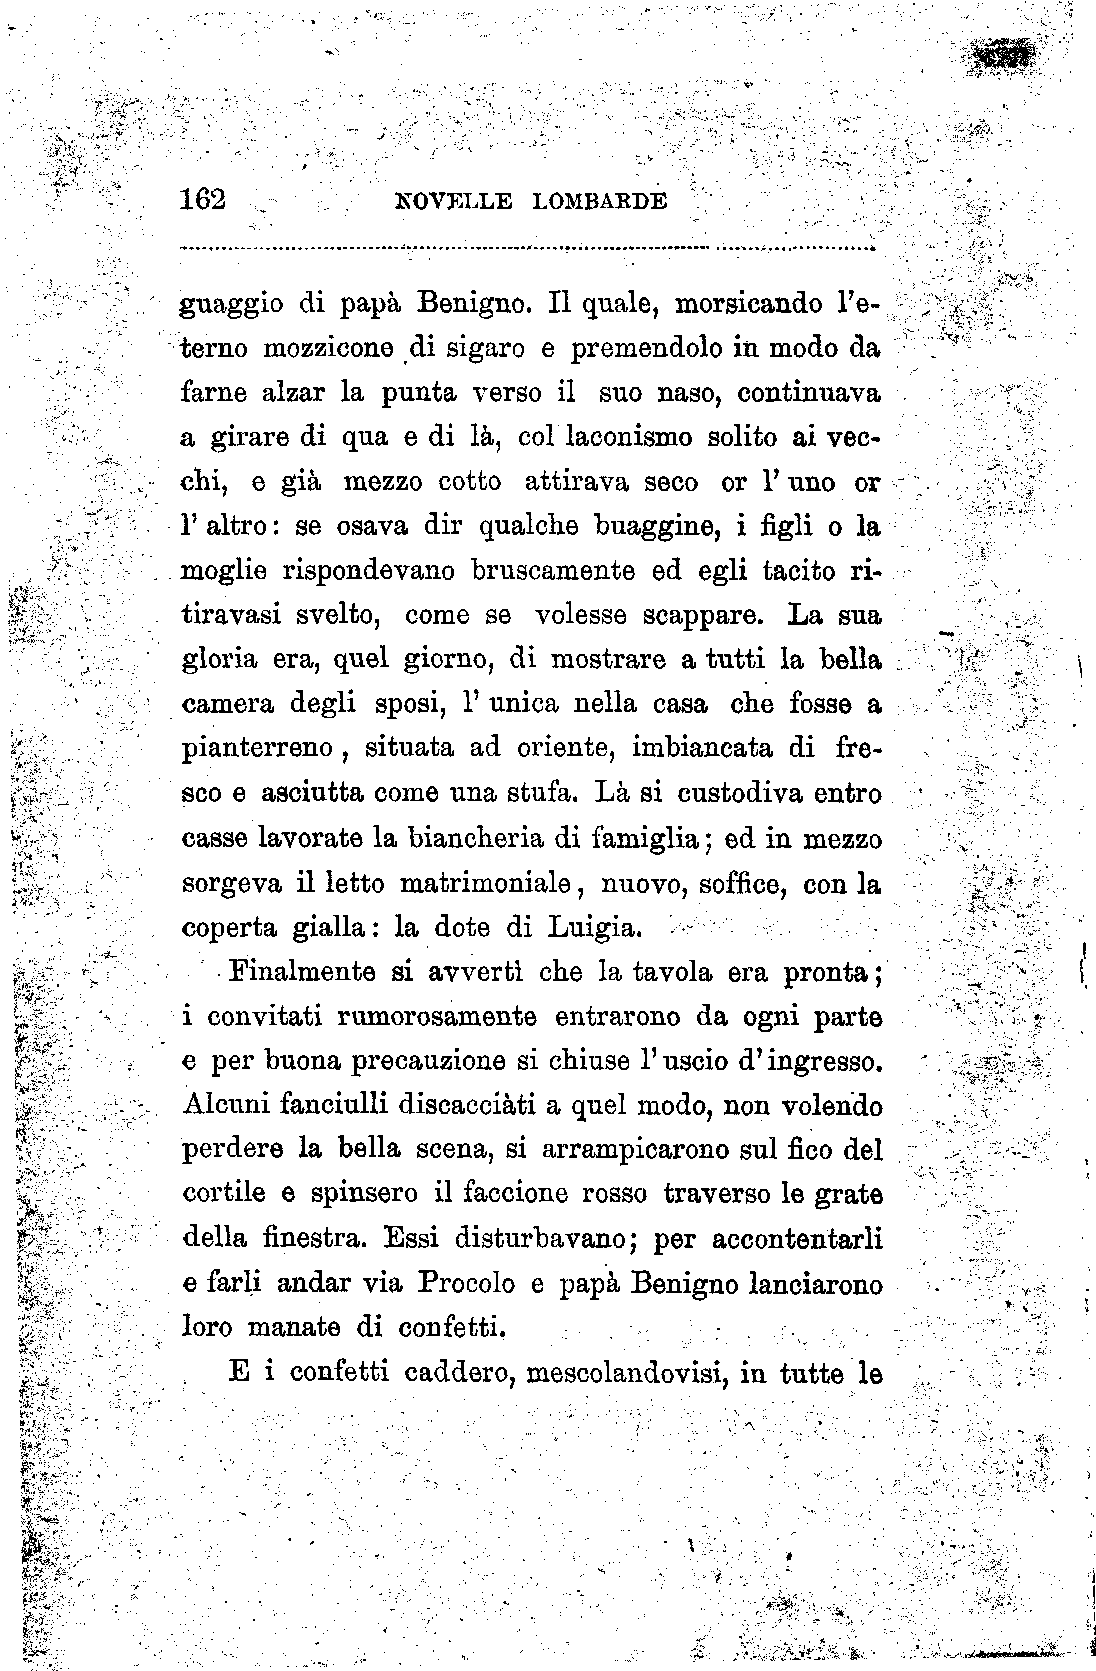 162 NOVELLE LOMBARDE
guaggio di papà Benigno. Il quale, morsicando l'e-
terno mozzicone di sigaro e premendolo in modo da
farne alzar la punta verso il suo naso, continuava
a girare di qua e di là, col laconismo solito ai vec-
chi, e già mezzo cotto attirava seco or l'uno or
l'altro: se osava dir qualche buaggine, i figli o la
moglie rispondevano bruscamente ed egli tacito ri-
tiravasi svelto, come se volesse scappare. La sua
gloria era, quel giorno, di mostrare a tutti la bella
camera degli sposi, l'unica nella casa che fosse a
pianterreno, situata ad oriente, imbiancata di fre-
sco e asciutta come una stufa. Là si custodiva entro
casse lavorate la biancheria di famiglia; ed in mezzo
sorgeva il letto matrimoniale, nuovo, soffice, con la
coperta gialla: la dote di Luigia.
Finalmente si avvertì che la tavola era pronta;
i convitati rumorosamente entrarono da ogni parte
e per buona precauzione si chiuse l'uscio d'ingresso.
Alcuni fanciulli discacciàti a quel modo, non volendo
perdere la bella scena, si arrampicarono sul fico del
cortile e spinsero il faccione rosso traverso le grate
della finestra. Essi disturbavano; per accontentarli
e farli andar via Procolo e papà Benigno lanciarono
loro manate di confetti.
E i confetti caddero, mescolandovisi, in tutte le